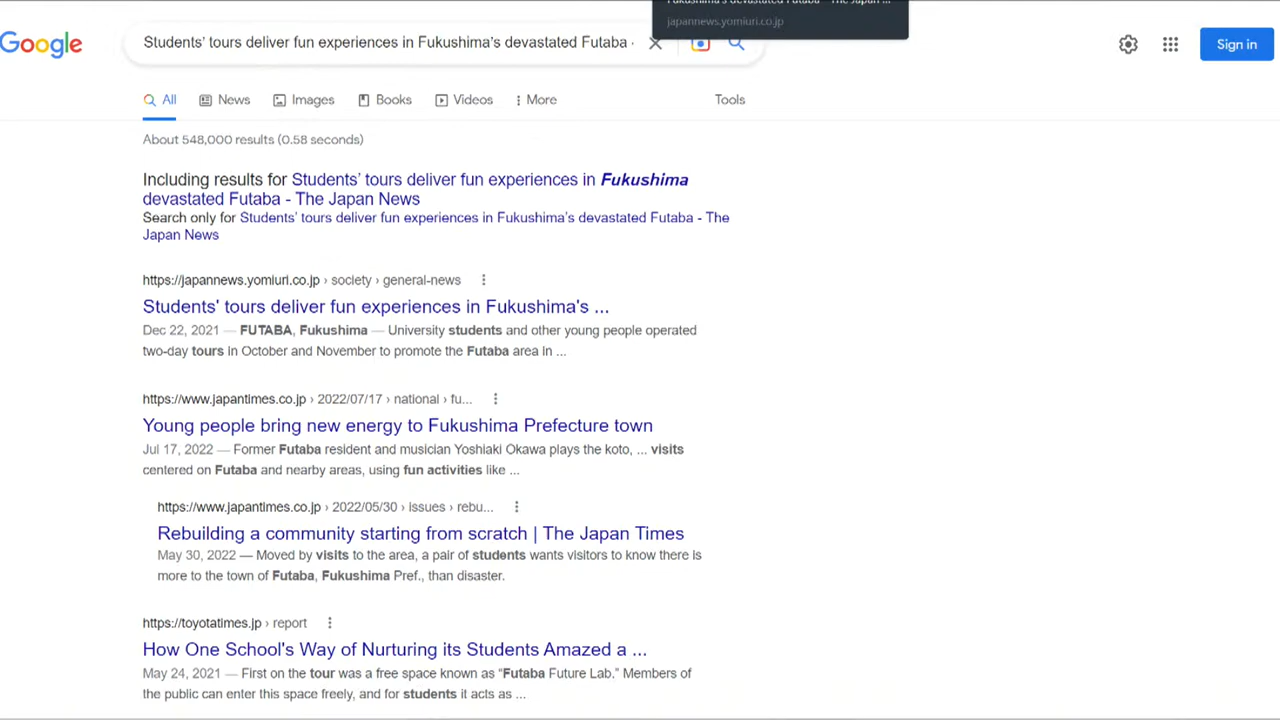 Fukushima's devastated Futaba - The Japan ...
japannews.yomiuri.co.jp
Google
Students' tours deliver fun experiences in Fukushima's devastated Futaba -
Sign in
All News Images Books Videos More Tools
About 548,000 results (0.58 seconds)
Including results for Students' tours deliver fun experiences in Fukushima
devastated Futaba - The Japan News
Search only for Students' tours deliver fun experiences in Fukushima's devastated Futaba - The
Japan News
https://japannews.yomiuri.co.jp › society › general-news
Students' tours deliver fun experiences in Fukushima's ...
Dec 22, 2021 — FUTABA, Fukushima — University students and other young people operated
two-day tours in October and November to promote the Futaba area in ...
https://www.japantimes.co.jp › 2022/07/17 › national › fu...
Young people bring new energy to Fukushima Prefecture town
Jul 17, 2022 — Former Futaba resident and musician Yoshiaki Okawa plays the koto, ... visits
centered on Futaba and nearby areas, using fun activities like ...
https://www.japantimes.co.jp › 2022/05/30 › issues › rebu...
Rebuilding a community starting from scratch | The Japan Times
May 30, 2022 — Moved by visits to the area, a pair of students wants visitors to know there is
more to the town of Futaba, Fukushima Pref., than disaster.
https://toyotatimes.jp › report
How One School's Way of Nurturing its Students Amazed a ...
May 24, 2021 — First on the tour was a free space known as “Futaba Future Lab.” Members of
the public can enter this space freely, and for students it acts as ...